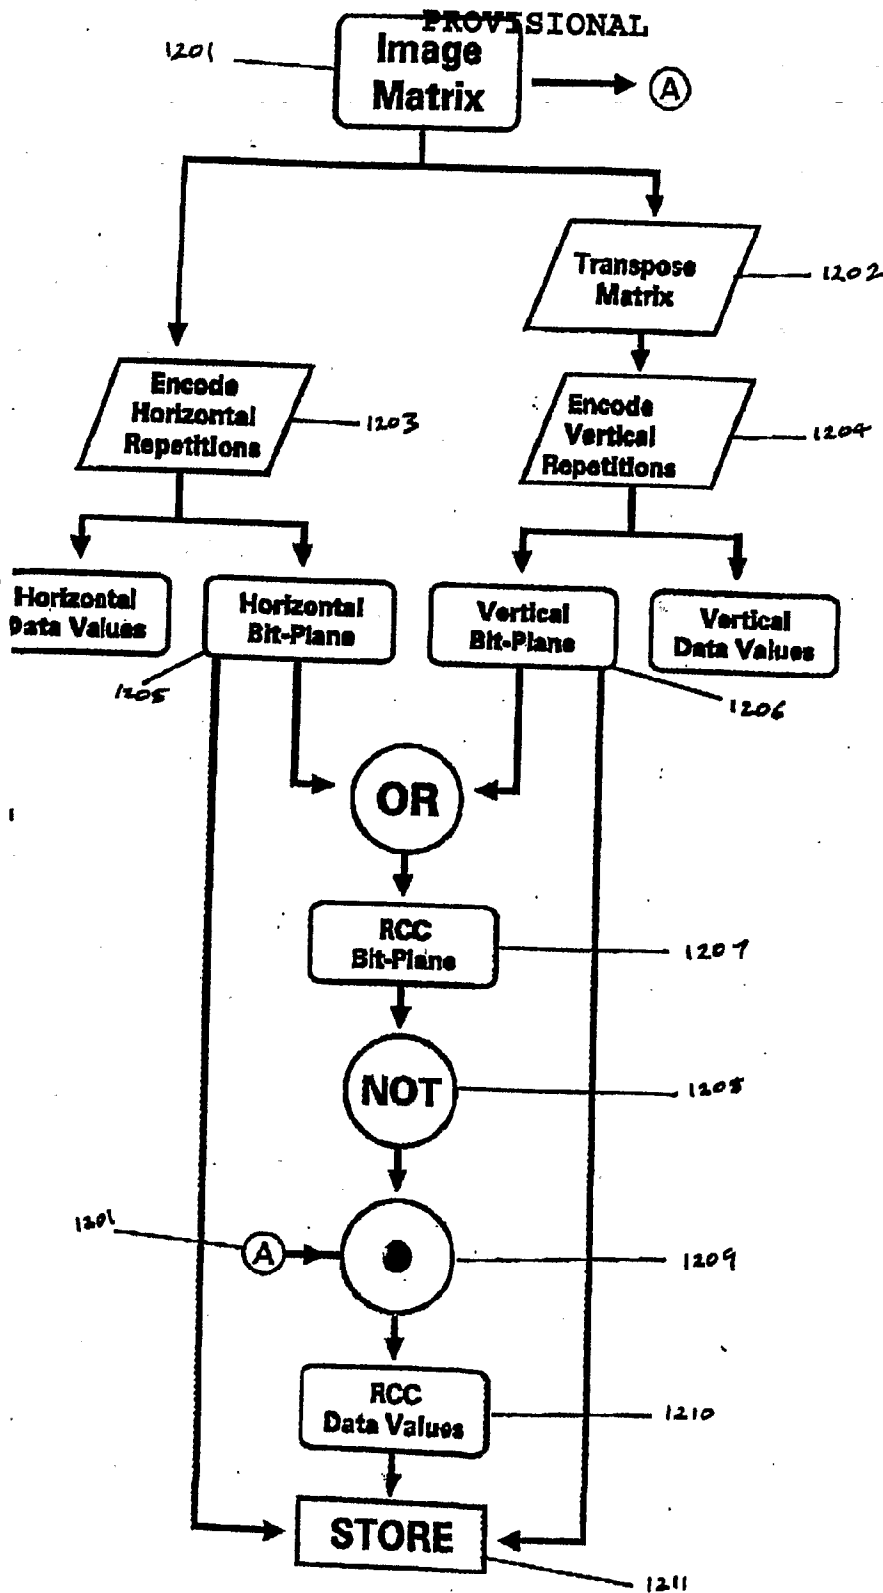 PROVISIONAL
1201
Image
Matrix
A
Transpose
Matrix
1202
Encode
Horizontal
Repetitions
1203
Encode
Vertical
Repetitions
1204
Horizontal
Data Values
Horizontal
Bit-Plane
Vertical
Bit-Plane
Vertical
Data Values
1205
1206
OR
RCC
Bit-Plane
1207
NOT
1208
1201
A
1209
RCC
Data Values
1210
STORE
1211